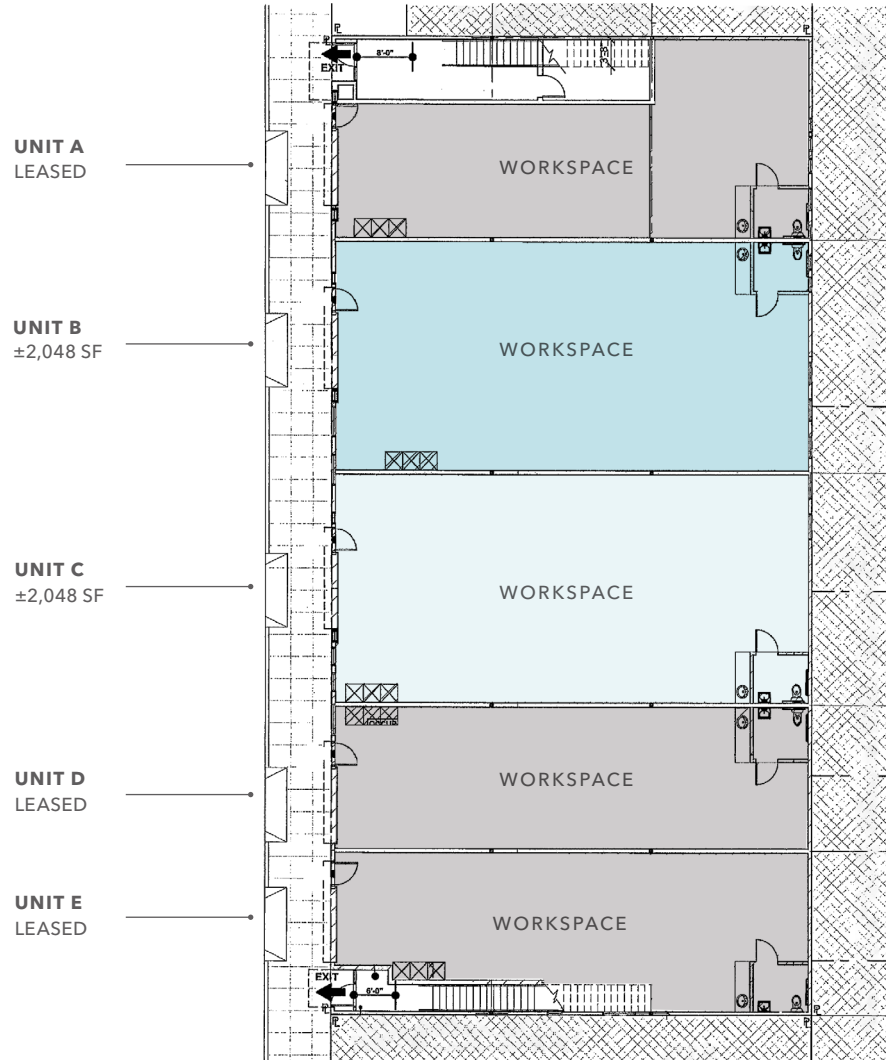 EXIT
8'-0"
UNIT A
LEASED
WORKSPACE
UNIT B
±2,048 SF
WORKSPACE
UNIT C
±2,048 SF
WORKSPACE
UNIT D
LEASED
WORKSPACE
UNIT E
LEASED
WORKSPACE
EXIT
6'-0"